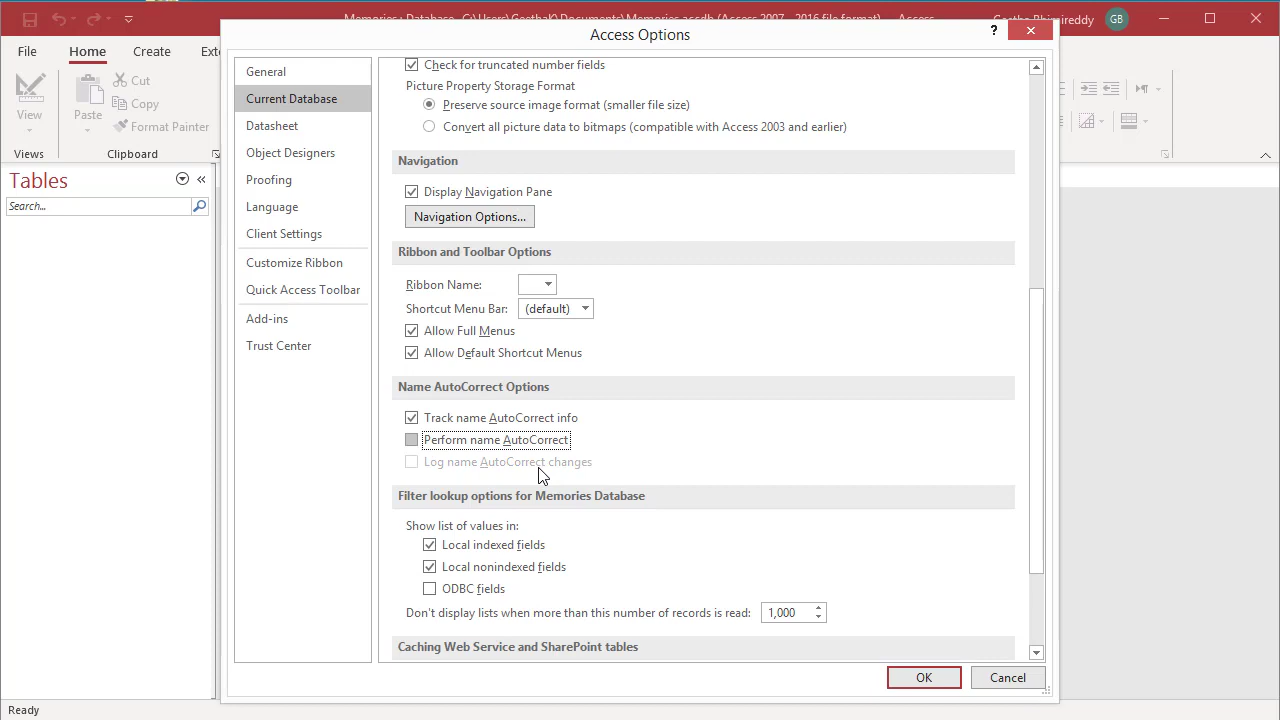 Memories : Database- C:\Users\GeethaK\Documents\Memories.accdb (Access 2007 - 2016 file format) - Access
Geetha Bhimireddy
GB
Access Options
?
File
Home
Create
Exte
View
Views
Paste
Cut
Copy
Format Painter
Clipboard
Tables
Search...
General
Current Database
Datasheet
Object Designers
Proofing
Language
Client Settings
Customize Ribbon
Quick Access Toolbar
Add-ins
Trust Center
Check for truncated number fields
Picture Property Storage Format
Preserve source image format (smaller file size)
Convert all picture data to bitmaps (compatible with Access 2003 and earlier)
Navigation
Display Navigation Pane
Navigation Options...
Ribbon and Toolbar Options
Ribbon Name:
Shortcut Menu Bar: (default)
Allow Full Menus
Allow Default Shortcut Menus
Name AutoCorrect Options
Track name AutoCorrect info
Perform name AutoCorrect
Log name AutoCorrect changes
Filter lookup options for Memories Database
Show list of values in:
Local indexed fields
Local nonindexed fields
ODBC fields
Don't display lists when more than this number of records is read: 1,000
Caching Web Service and SharePoint tables
OK
Cancel
Ready